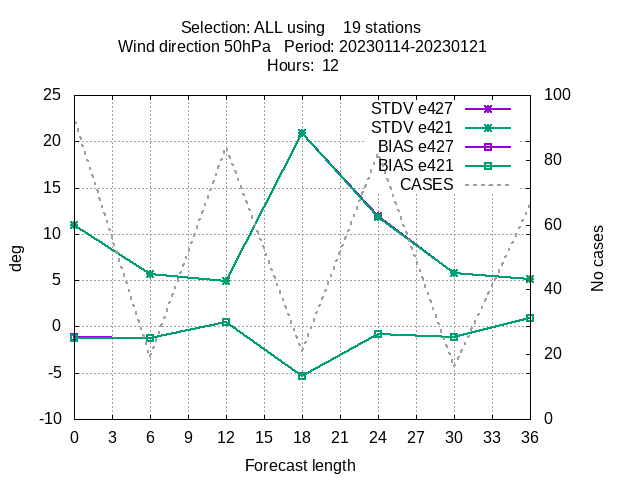 Selection: ALL using    19 stations
Wind direction 50hPa   Period: 20230114-20230121
Hours:  12
25
20
15
10
5
0
-5
-10
deg
100
80
60
40
20
0
No cases
STDV e427
STDV e421
BIAS e427
BIAS e421
CASES
0 3 6 9 12 15 18 21 24 27 30 33 36
Forecast length